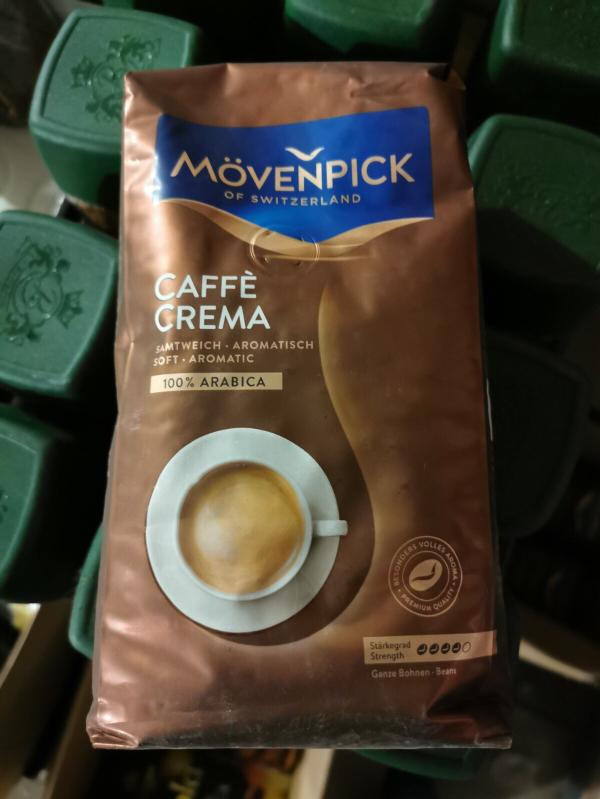 MÖVENPICK
OF SWITZERLAND
CAFFÈ
CREMA
SAMTWEICH · AROMATISCH
SOFT · AROMATIC
100% ARABICA
BESONDERS VOLLES AROMA
PREMIUM QUALITY
Stärkegrad
Strength
Ganze Bohnen · Beans